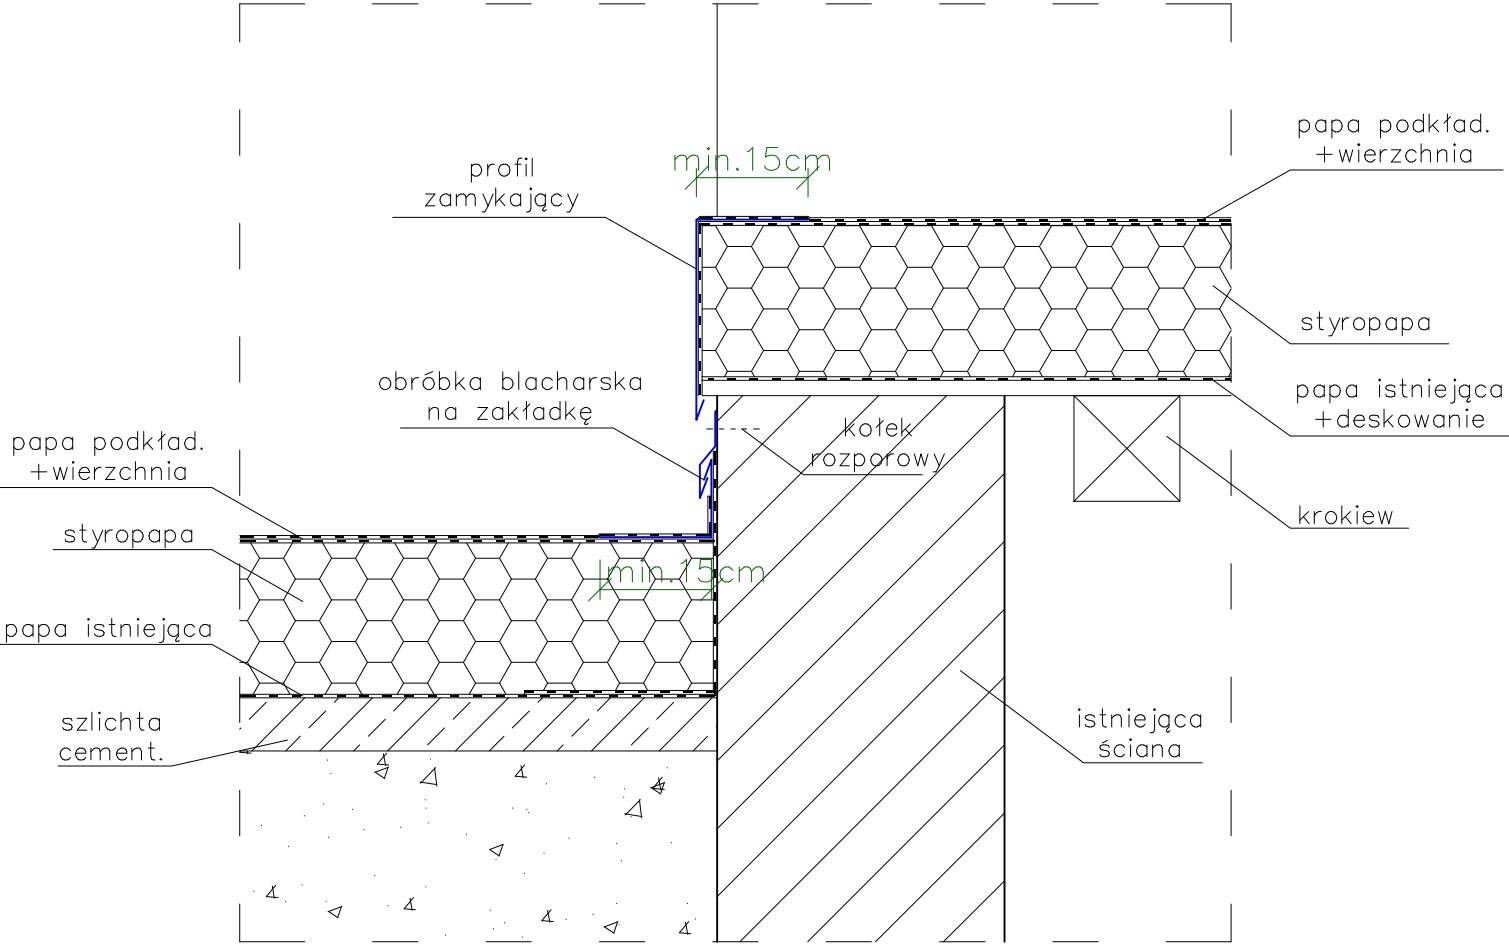 papa podkład.
+wierzchnia
min.15cm
profil
zamykający
styropapa
obróbka blacharska
na zakładkę
papa istniejąca
+deskowanie
kołek
rozporowy
papa podkład.
+wierzchnia
krokiew
styropapa
min.15cm
papa istniejąca
szlichta
cement.
istniejąca
ściana